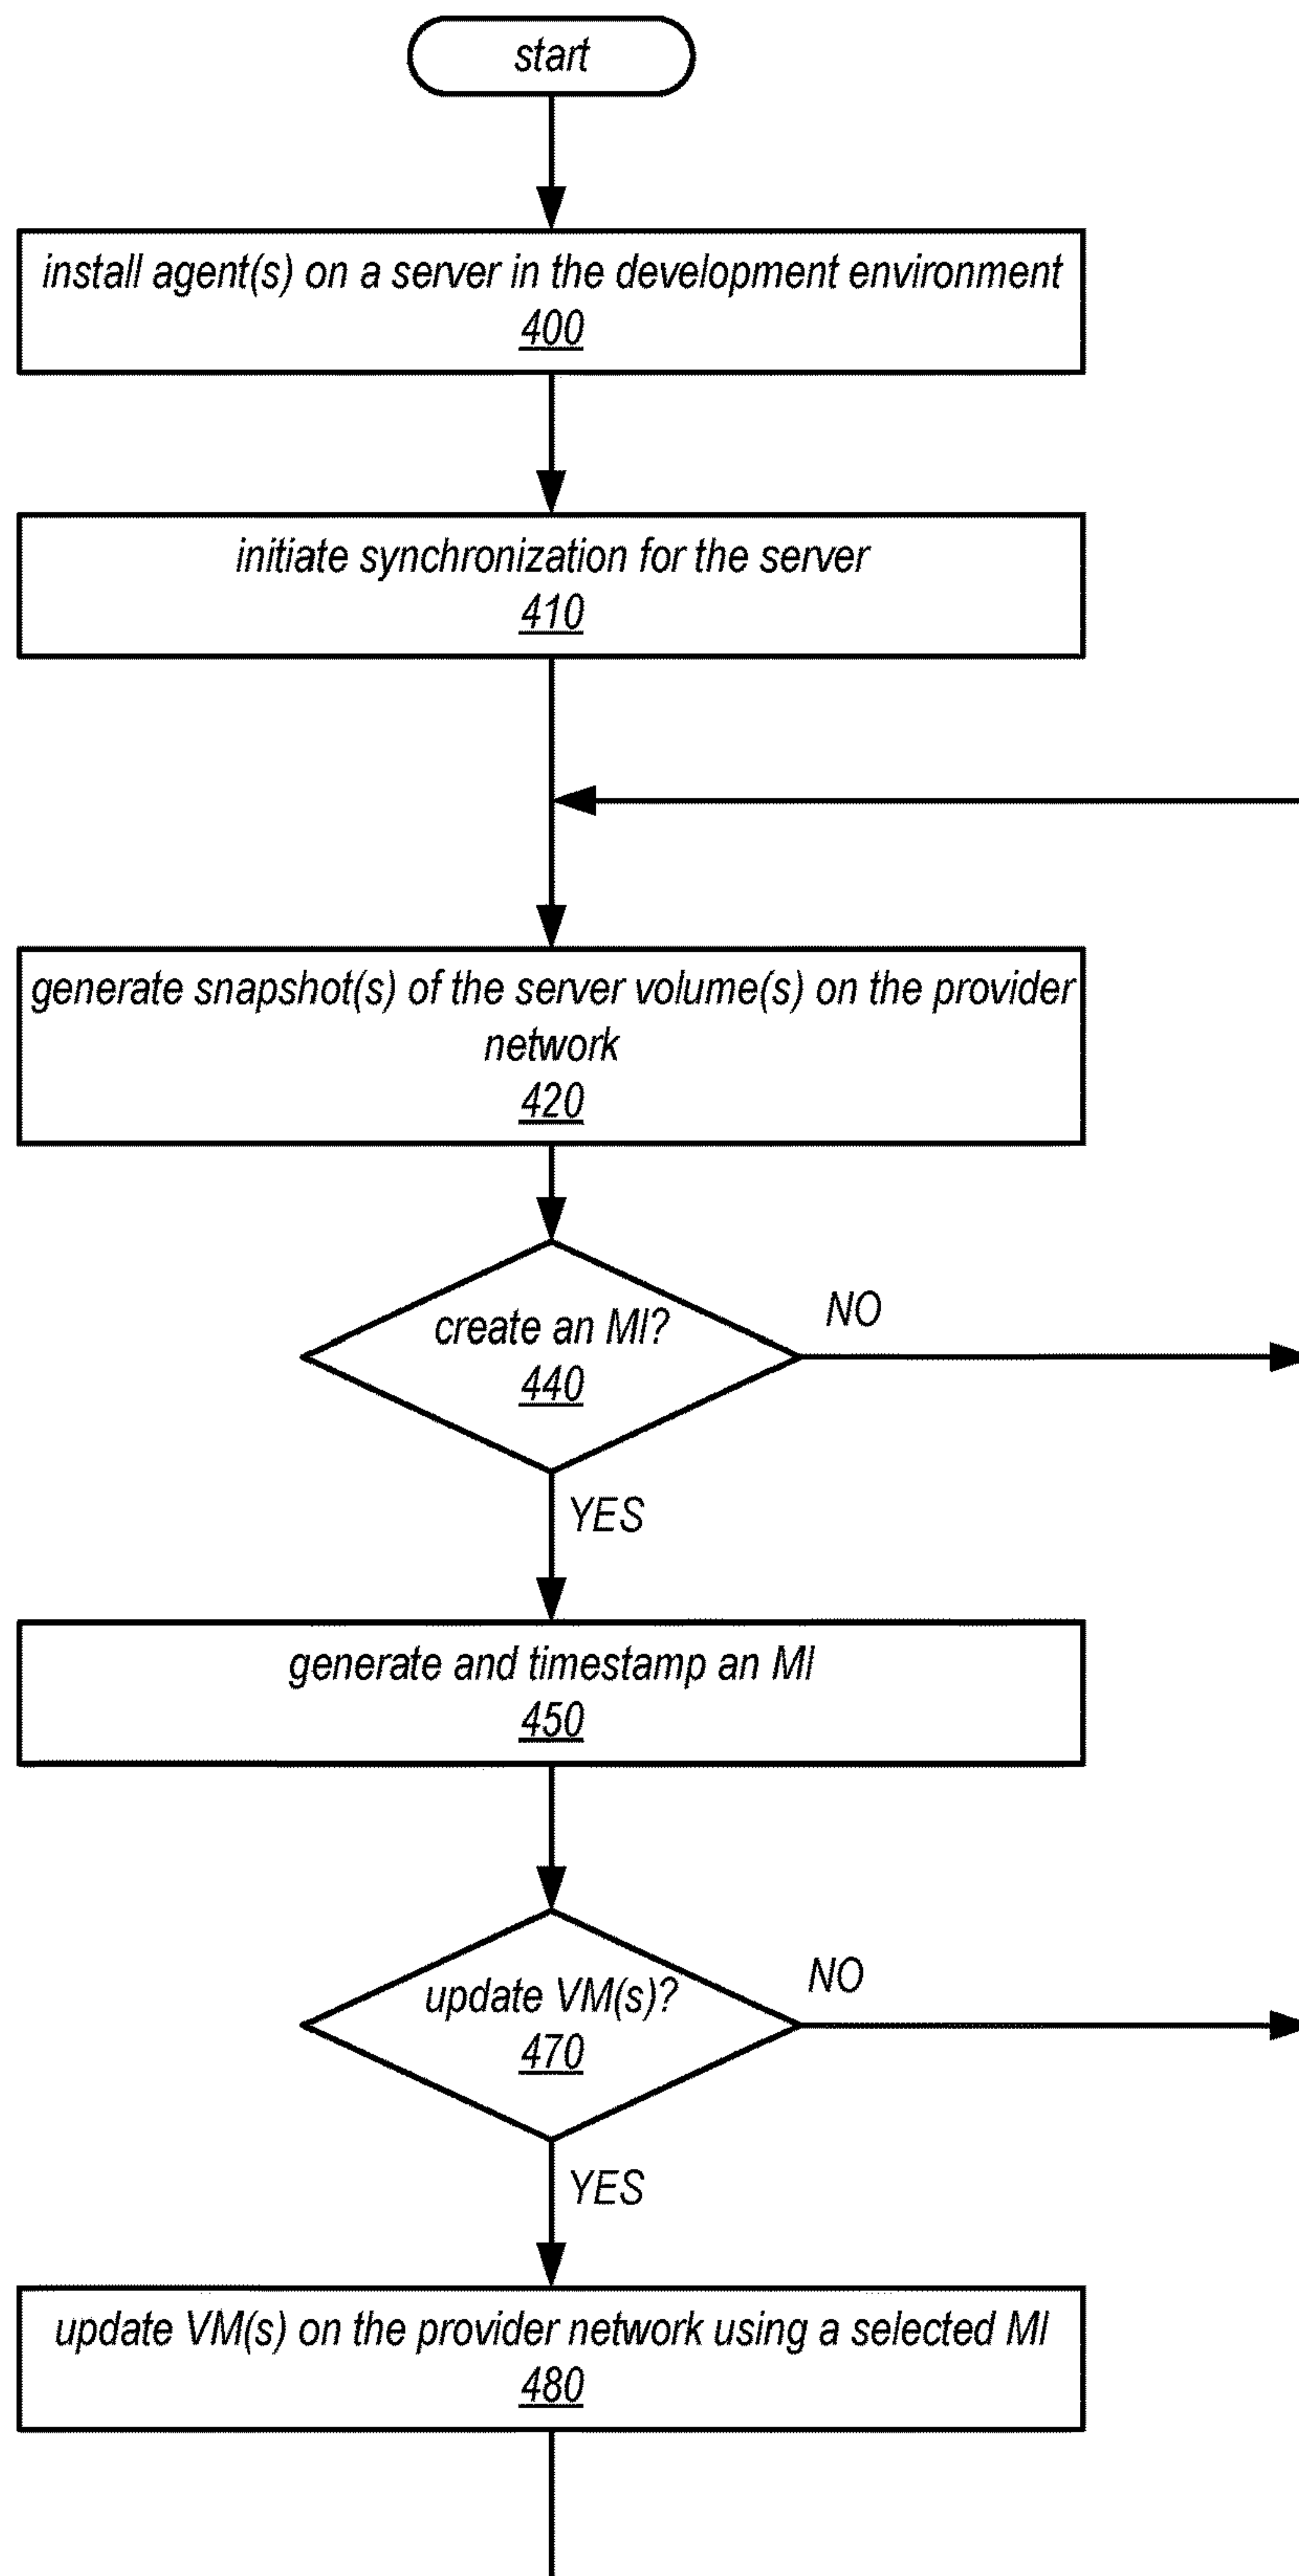 start
install agent(s) on a server in the development environment
400
initiate synchronization for the server
410
generate snapshot(s) of the server volume(s) on the provider
network
420
create an MI?
440
NO
YES
generate and timestamp an MI
450
update VM(s)?
470
NO
YES
update VM(s) on the provider network using a selected MI
480